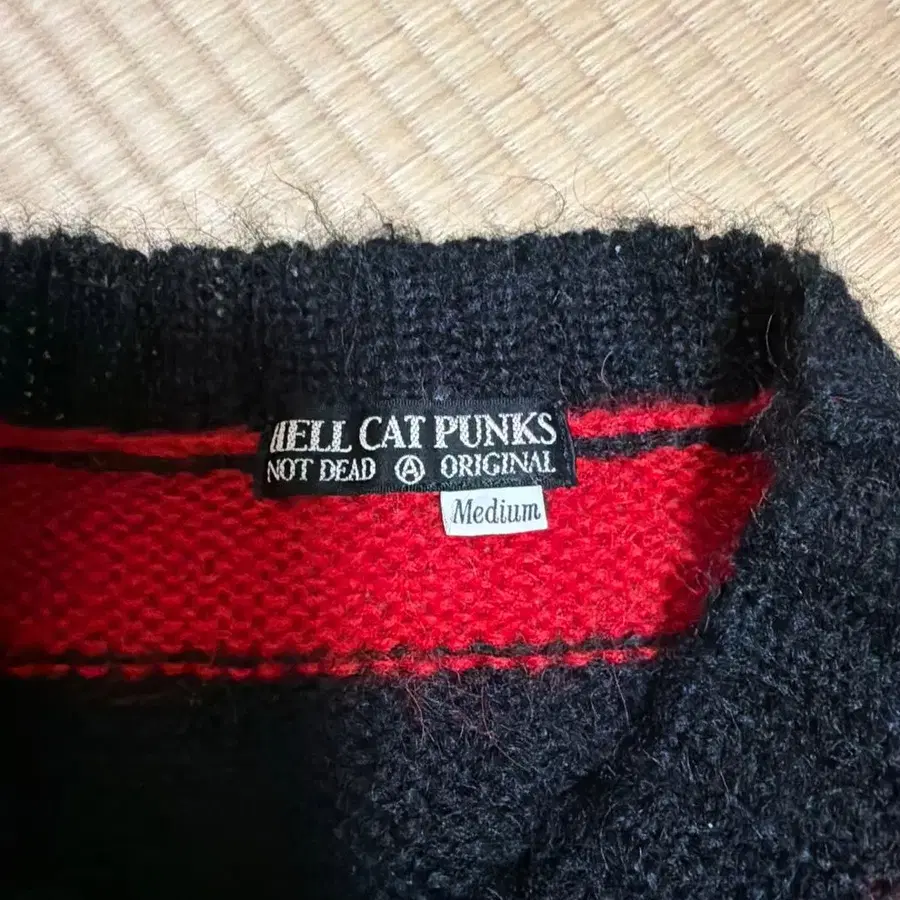 HELL CAT PUNKS
NOT DEAD Ⓐ ORIGINAL
Medium